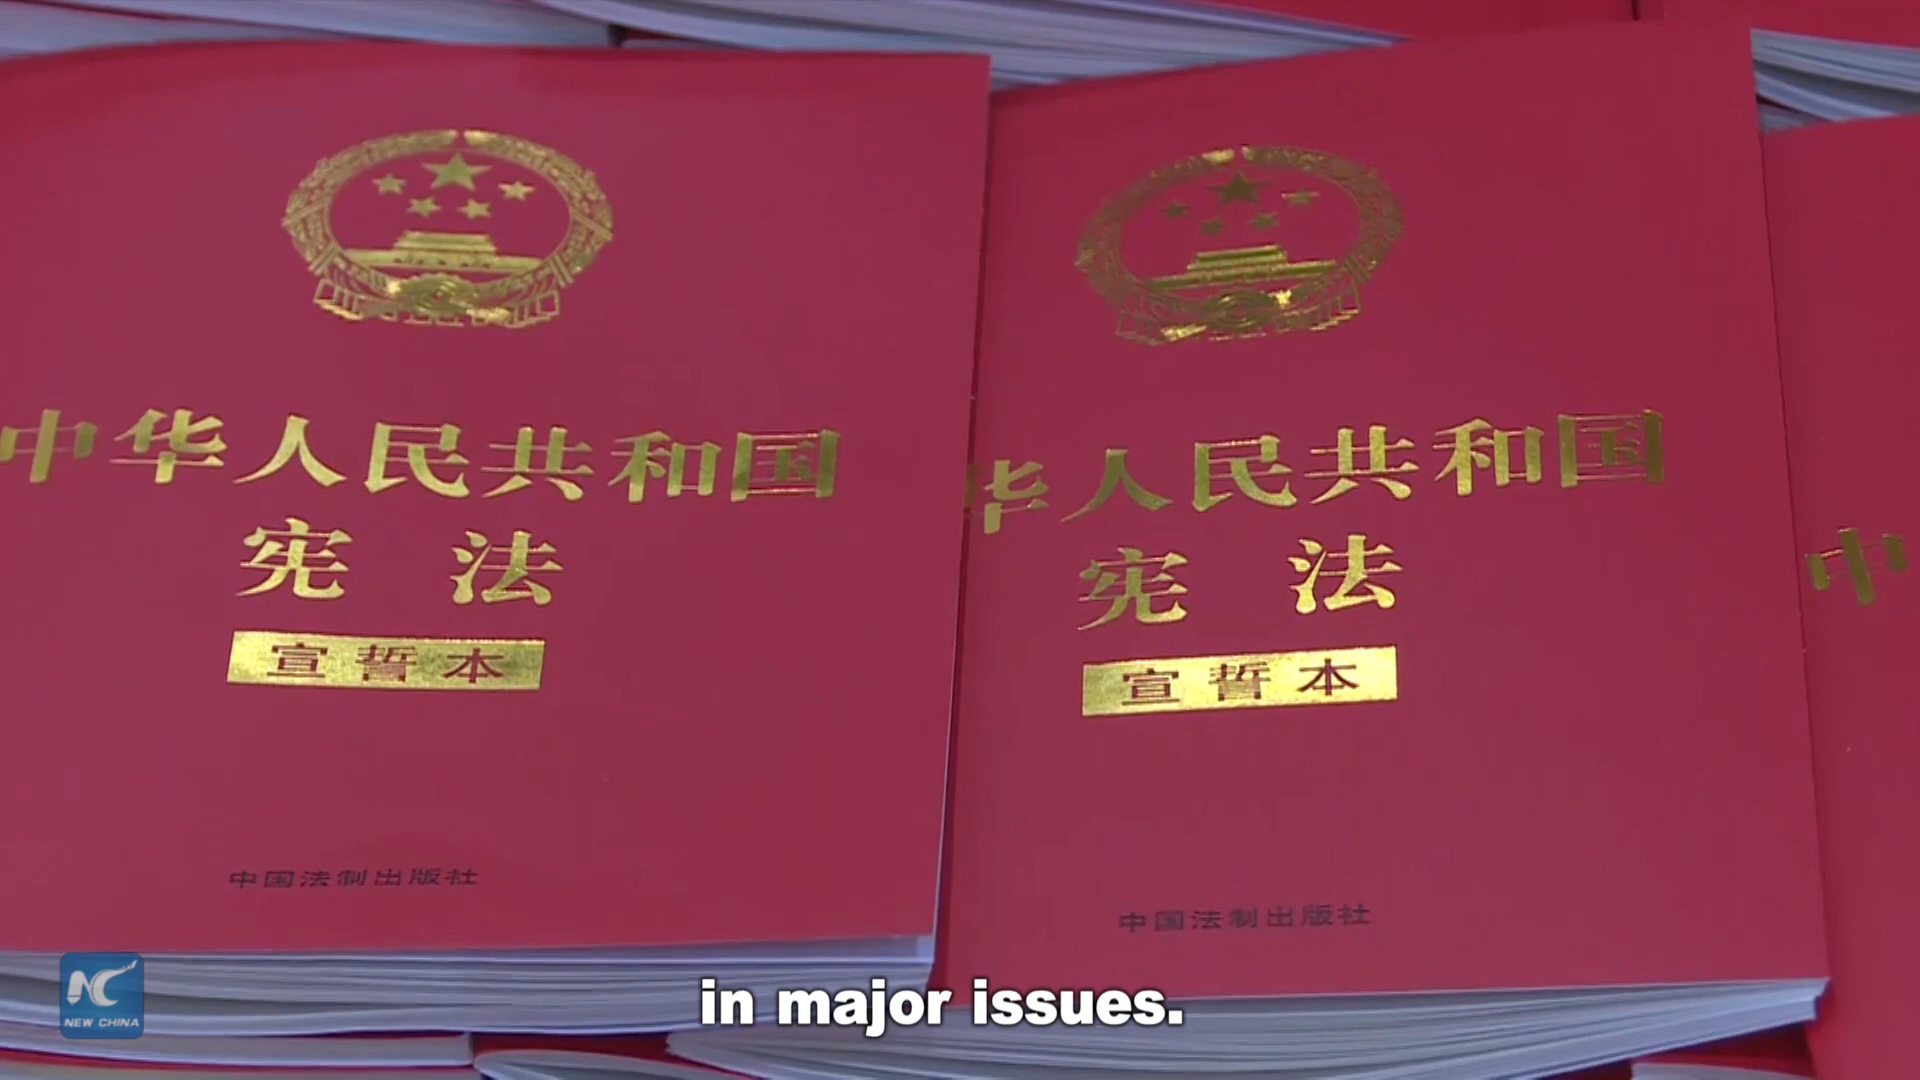 中华人民共和国
宪法
宣誓本
中国法制出版社
华人民共和国
宪法
宣誓本
中国法制出版社
中
NEW CHINA
in major issues.